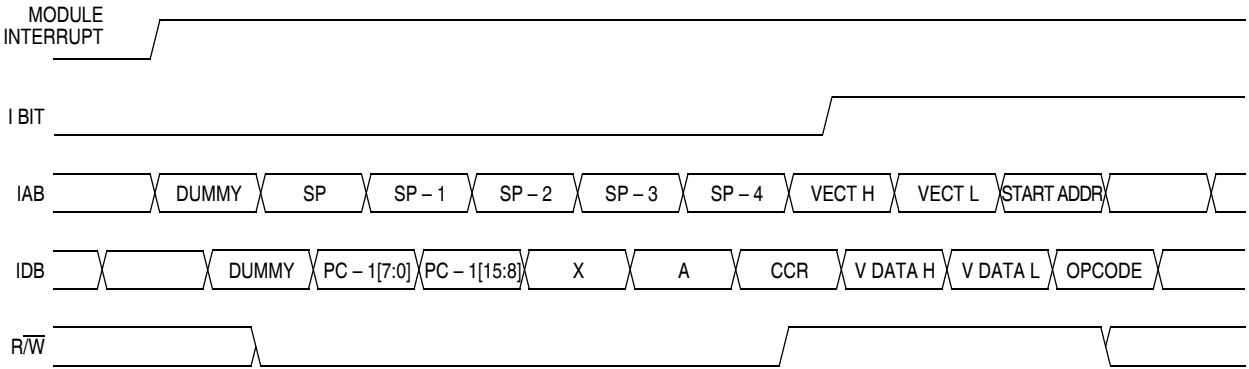 MODULE
INTERRUPT
I BIT
IAB DUMMY SP SP – 1 SP – 2 SP – 3 SP – 4 VECT H VECT L START ADDR
IDB DUMMY PC – 1[7:0] PC – 1[15:8] X A CCR V DATA H V DATA L OPCODE
R/W̅